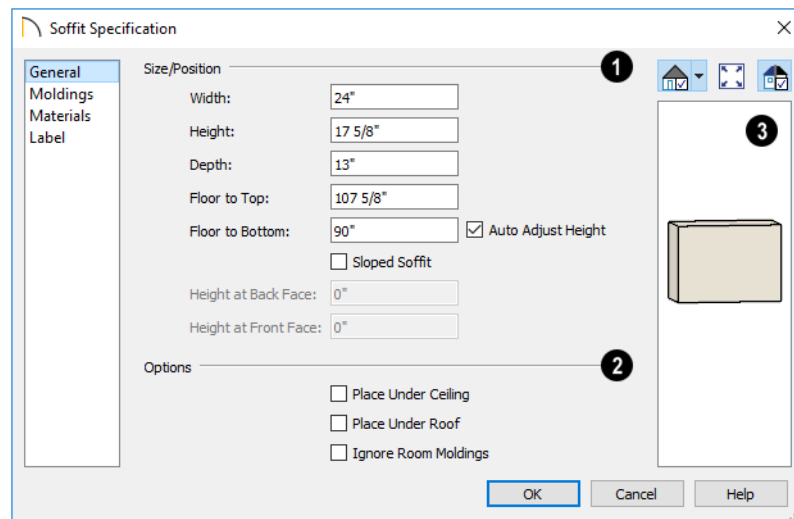 Soffit Specification
General
Moldings
Materials
Label
Size/Position
1
Width: 24"
Height: 17 5/8"
Depth: 13"
Floor to Top: 107 5/8"
Floor to Bottom: 90" Auto Adjust Height
Sloped Soffit
Height at Back Face: 0"
Height at Front Face: 0"
Options
2
Place Under Ceiling
Place Under Roof
Ignore Room Moldings
3
OK Cancel Help